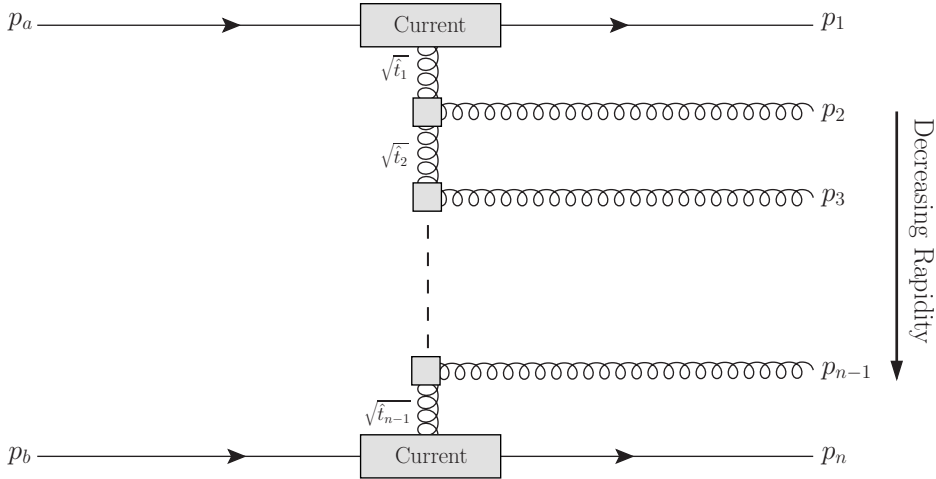 p_a Current p_1
√t̂_1
p_2
√t̂_2
p_3
Decreasing Rapidity
p_{n−1}
√t̂_{n−1}
p_b Current p_n